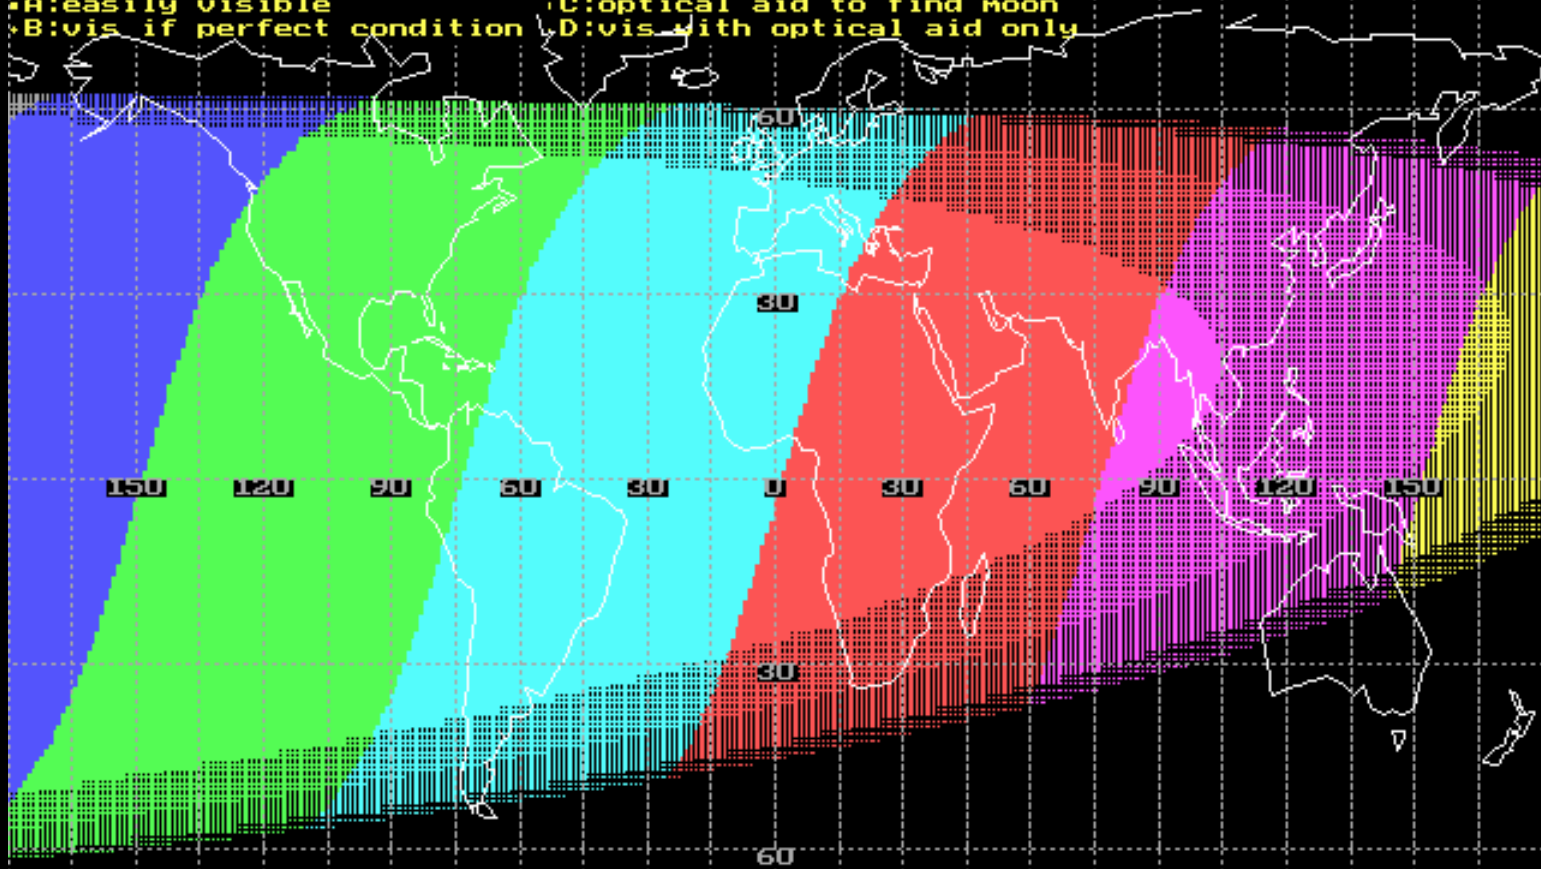 ▪A:easily visible C:optical aid to find Moon
+B:vis if perfect condition D:vis with optical aid only
60
30
150 120 90 60 30 0 30 60 90 120 150
30
60